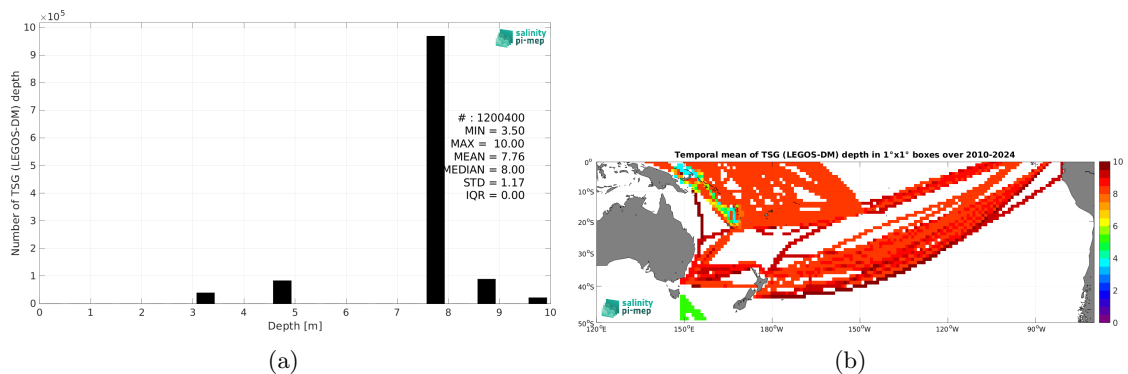 ×10⁵
10
9
8
7
6
5
4
3
2
1
0
Number of TSG (LEGOS-DM) depth
salinity
pi-mep
# : 1200400
MIN = 3.50
MAX = 10.00
MEAN = 7.76
MEDIAN = 8.00
STD = 1.17
IQR = 0.00
0 1 2 3 4 5 6 7 8 9 10
Depth [m]
(a)
Temporal mean of TSG (LEGOS-DM) depth in 1°x1° boxes over 2010-2024
0°
10°S
20°S
30°S
40°S
50°S
120°E 150°E 180°W 150°W 120°W 90°W
salinity
pi-mep
10
8
6
4
2
0
(b)